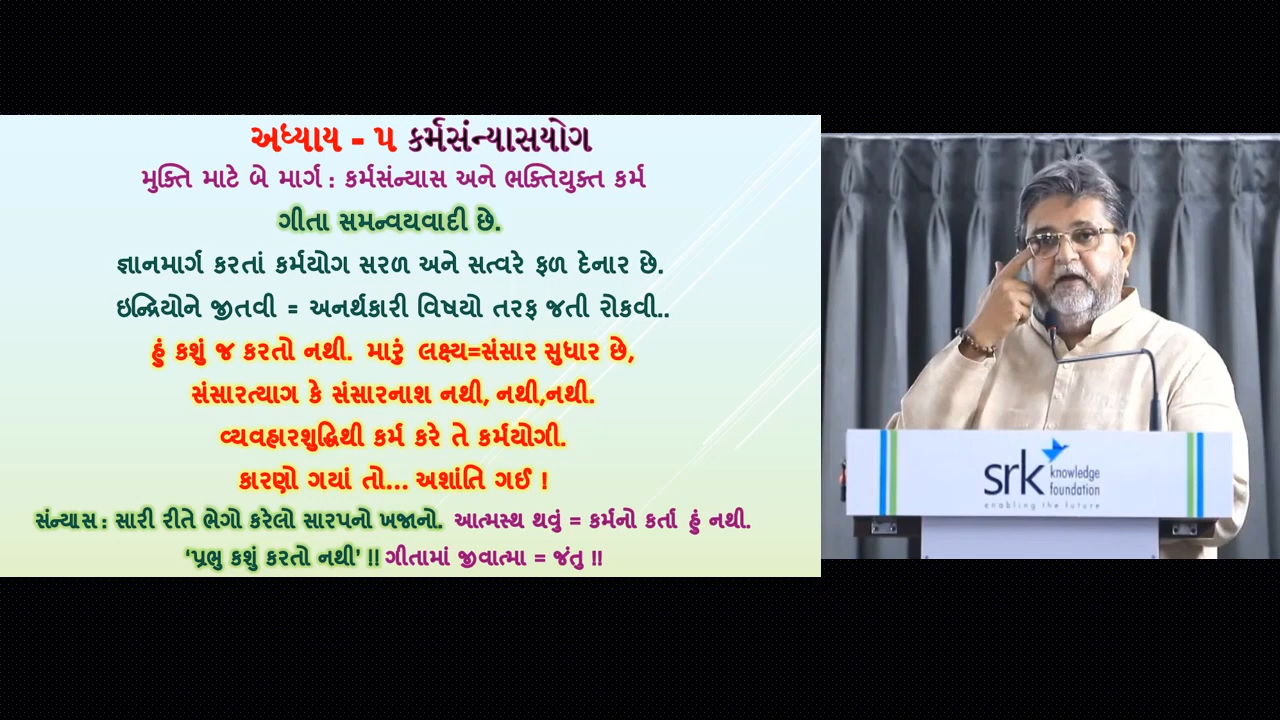 અધ્યાય - ૫ કર્મસંન્યાસયોગ
મુક્તિ માટે બે માર્ગ : કર્મસંન્યાસ અને ભક્તિયુક્ત કર્મ
ગીતા સમન્વયવાદી છે.
જ્ઞાનમાર્ગ કરતાં કર્મયોગ સરળ અને સત્વરે ફળ દેનાર છે.
ઇન્દ્રિયોને જીતવી = અનર્થકારી વિષયો તરફ જતી રોકવી..
હું કશું જ કરતો નથી. મારું લક્ષ્ય=સંસાર સુધાર છે,
સંસારત્યાગ કે સંસારનાશ નથી, નથી,નથી.
વ્યવહારશુદ્ધિથી કર્મ કરે તે કર્મયોગી.
કારણો ગયાં તો... અશાંતિ ગઈ !
સંન્યાસ : સારી રીતે ભેગો કરેલો સારપનો ખજાનો. આત્મસ્થ થવું = કર્મનો કર્તા હું નથી.
‘પ્રભુ કશું કરતો નથી’ !! ગીતામાં જીવાત્મા = જંતુ !!
srk knowledge
foundation
enabling the future